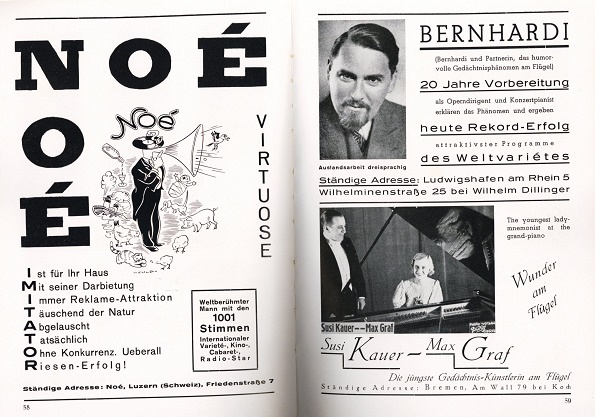 NOÉ
NOÉ
Noé
VIRTUOSE
IMITATOR
Ist für Ihr Haus
Mit seiner Darbietung
Immer Reklame-Attraktion
Täuschend der Natur
Abgelauscht
Tatsächlich
Ohne Konkurrenz. Ueberall
Riesen-Erfolg!
Weltberühmter
Mann mit den
1001
Stimmen
Internationaler
Varieté-, Kino-,
Cabaret-,
Radio-Star
Ständige Adresse: Noé, Luzern (Schweiz), Friedenstraße 7
58
BERNHARDI
(Bernhardi und Partnerin, das humor-
volle Gedächtnisphänomen am Flügel)
20 Jahre Vorbereitung
als Operndirigent und Konzertpianist
erklären das Phänomen und ergeben
heute Rekord-Erfolg
attraktivster Programme
des Weltvariétes
Auslandsarbeit dreisprachig
Ständige Adresse: Ludwigshafen am Rhein 5
Wilhelminenstraße 25 bei Wilhelm Dillinger
The youngest lady-
mnemonist at the
grand-piano
Wunder
am
Flügel
Susi Kauer -- Max Graf
Susi Kauer – Max Graf
Die jüngste Gedächtnis-Künstlerin am Flügel
Ständige Adresse: Bremen, Am Wall 79 bei Koch
59